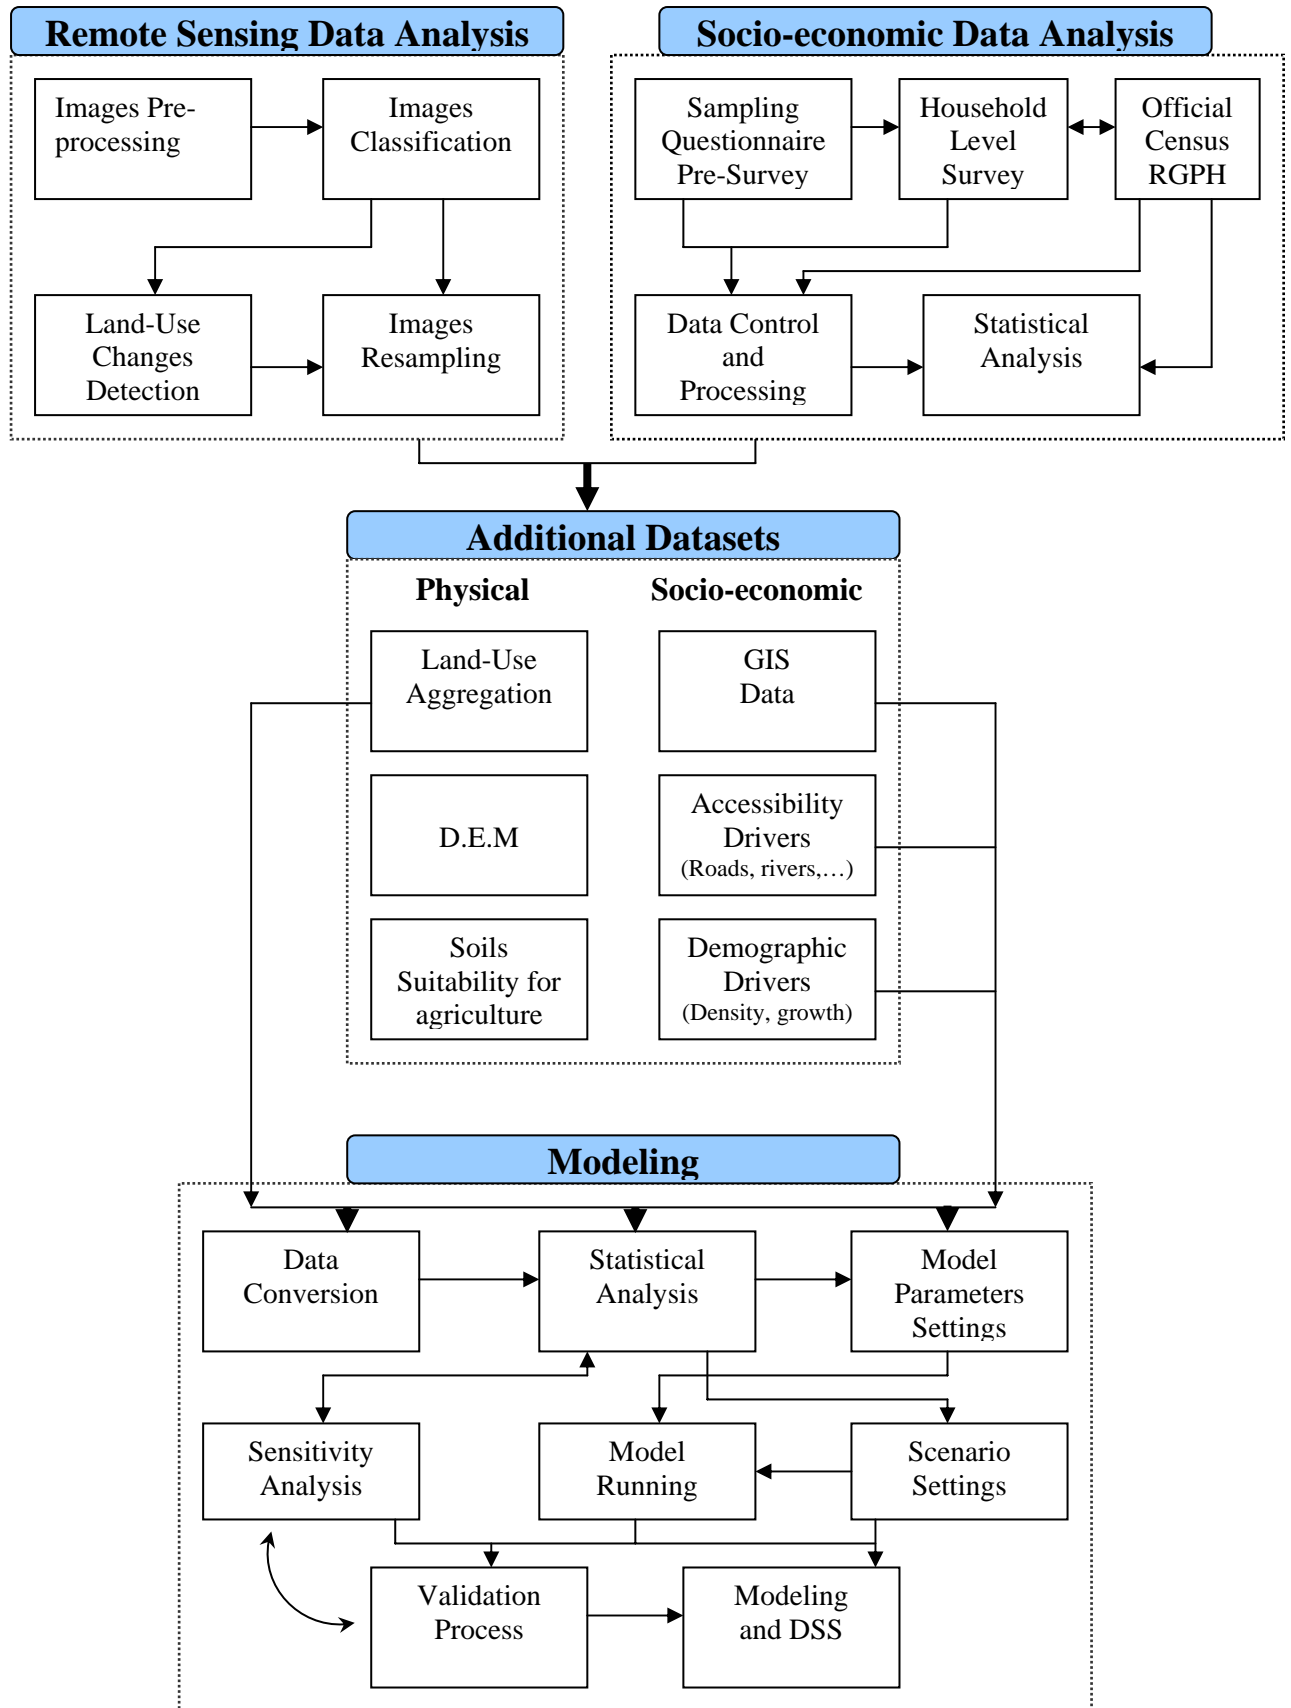 Remote Sensing Data Analysis
Socio-economic Data Analysis
Images Pre-
processing
Images
Classification
Sampling
Questionnaire
Pre-Survey
Household
Level
Survey
Official
Census
RGPH
Land-Use
Changes
Detection
Images
Resampling
Data Control
and
Processing
Statistical
Analysis
Additional Datasets
Physical
Socio-economic
Land-Use
Aggregation
GIS
Data
D.E.M
Accessibility
Drivers
(Roads, rivers,…)
Soils
Suitability for
agriculture
Demographic
Drivers
(Density, growth)
Modeling
Data
Conversion
Statistical
Analysis
Model
Parameters
Settings
Sensitivity
Analysis
Model
Running
Scenario
Settings
Validation
Process
Modeling
and DSS